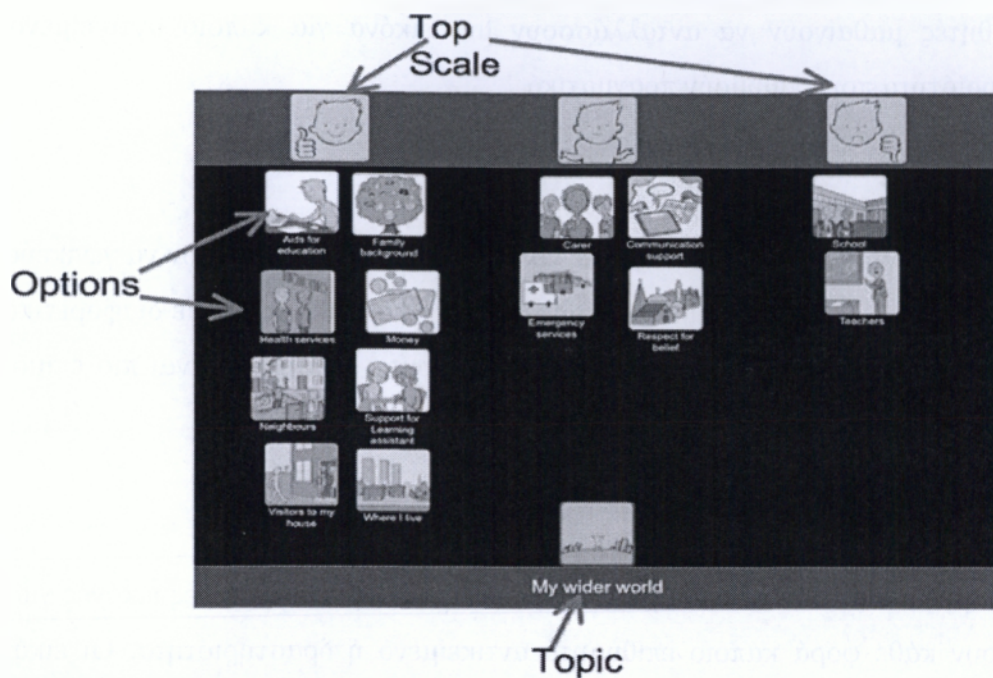 Top
Scale
Options
Aids for
education
Family
background
Health services
Money
Neighbours
Support for
Learning
assistant
Visitors to my
house
Where I live
Carer
Communication
support
Emergency
services
Respect for
belief
School
Teachers
My wider world
Topic